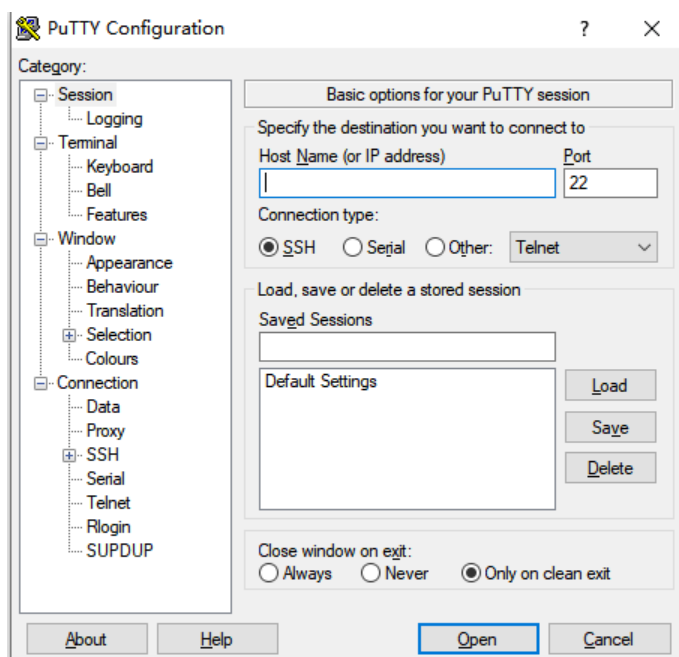 PuTTY Configuration ? ×
Category:
Session
Logging
Terminal
Keyboard
Bell
Features
Window
Appearance
Behaviour
Translation
Selection
Colours
Connection
Data
Proxy
SSH
Serial
Telnet
Rlogin
SUPDUP
Basic options for your PuTTY session
Specify the destination you want to connect to
Host Name (or IP address) Port
22
Connection type:
SSH Serial Other: Telnet
Load, save or delete a stored session
Saved Sessions
Default Settings
Load
Save
Delete
Close window on exit:
Always Never Only on clean exit
About Help Open Cancel